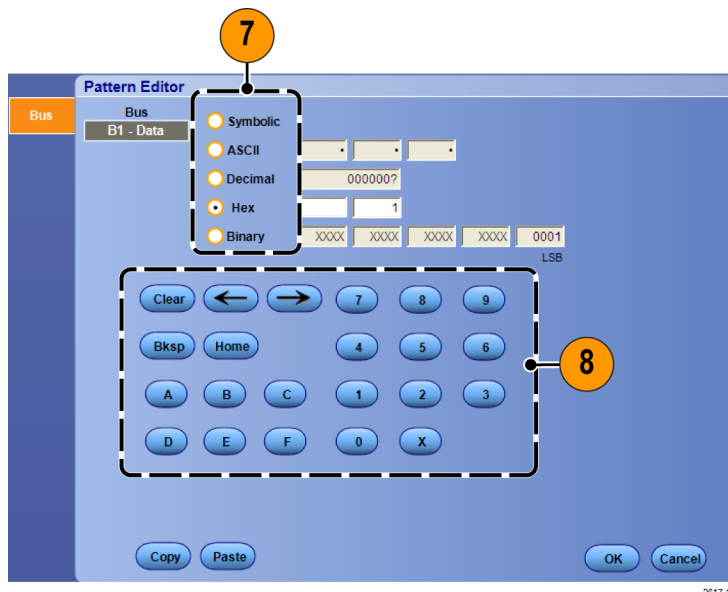 7
Pattern Editor
Bus
Bus
B1 - Data
Symbolic
ASCII
Decimal 000000?
Hex 1
Binary XXXX XXXX XXXX XXXX 0001
LSB
Clear ← → 7 8 9
Bksp Home 4 5 6
8
A B C 1 2 3
D E F 0 X
Copy Paste OK Cancel